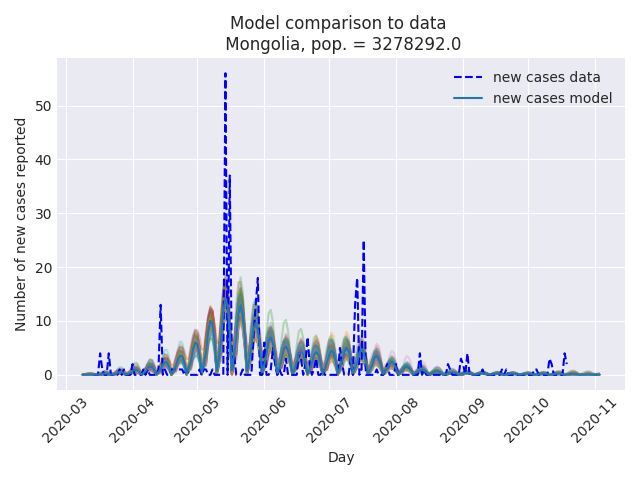 Model comparison to data
Mongolia, pop. = 3278292.0
new cases data
new cases model
Number of new cases reported
50
40
30
20
10
0
2020-03
2020-04
2020-05
2020-06
2020-07
2020-08
2020-09
2020-10
2020-11
Day